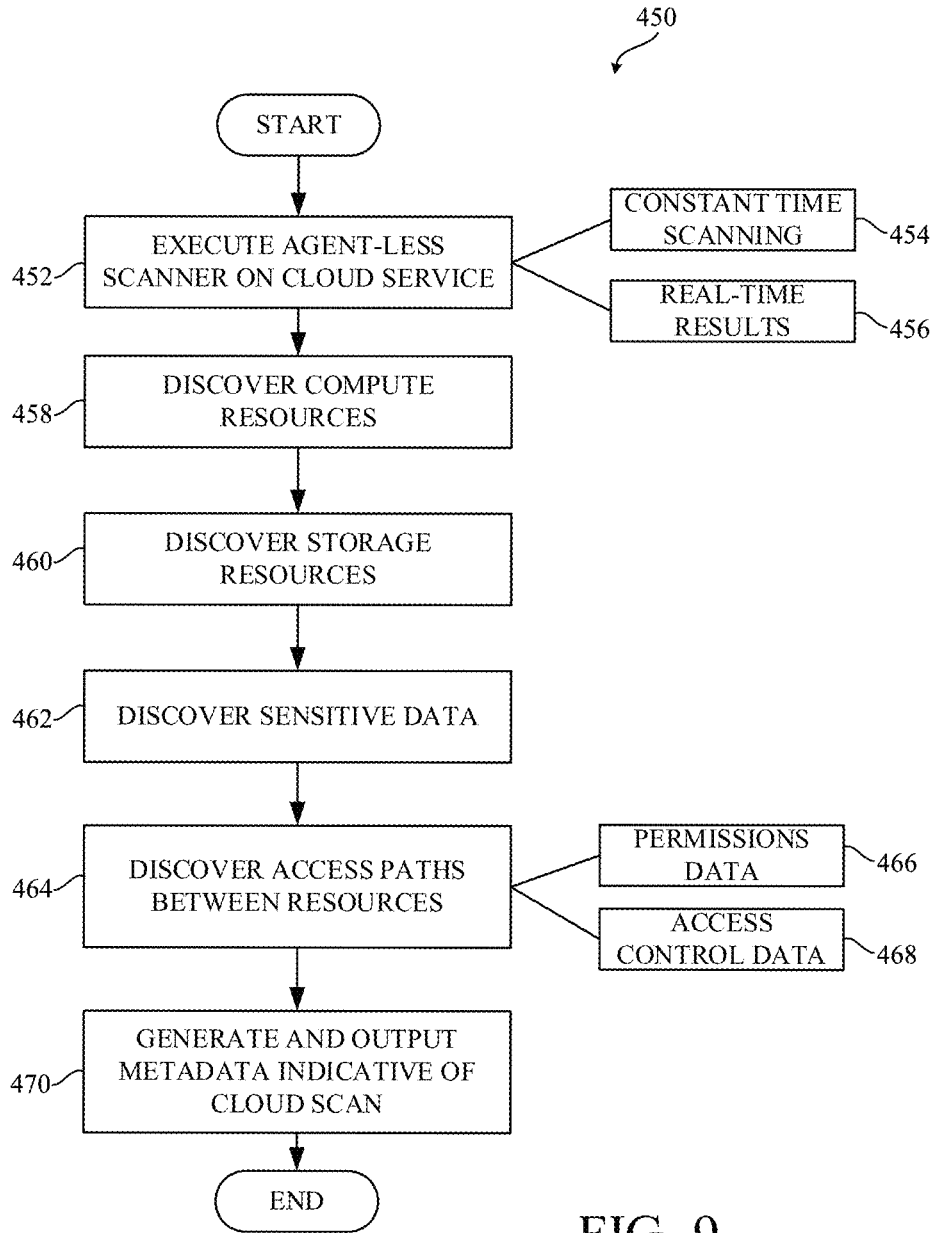 450
START
452
EXECUTE AGENT-LESS
SCANNER ON CLOUD SERVICE
CONSTANT TIME
SCANNING
454
REAL-TIME
RESULTS
456
458
DISCOVER COMPUTE
RESOURCES
460
DISCOVER STORAGE
RESOURCES
462
DISCOVER SENSITIVE DATA
464
DISCOVER ACCESS PATHS
BETWEEN RESOURCES
PERMISSIONS
DATA
466
ACCESS
CONTROL DATA
468
470
GENERATE AND OUTPUT
METADATA INDICATIVE OF
CLOUD SCAN
END
FIG. 9